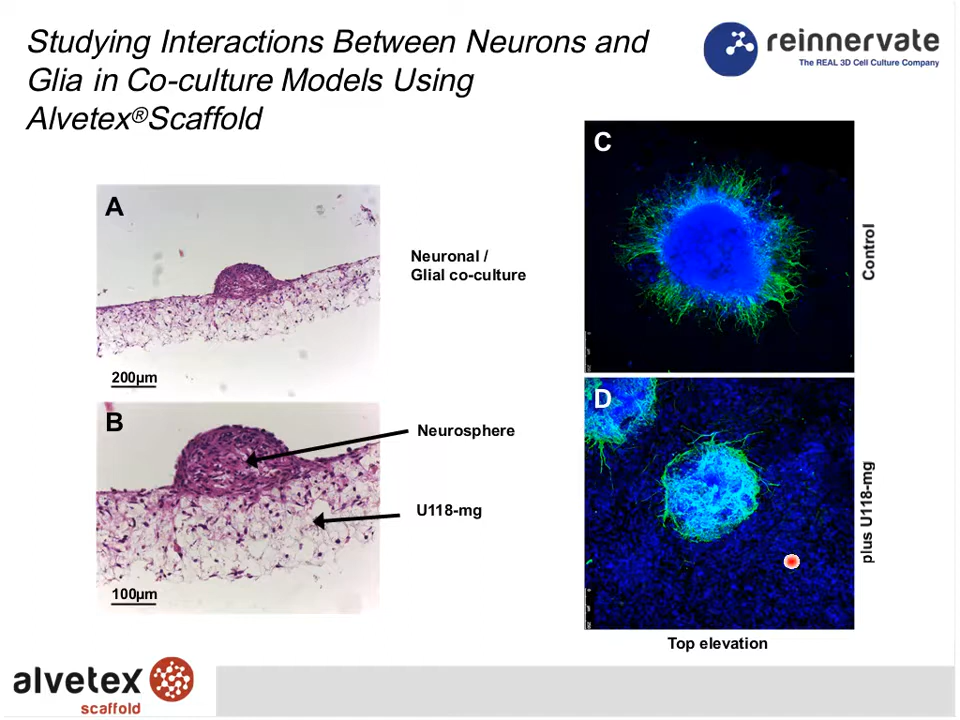 Studying Interactions Between Neurons and
Glia in Co-culture Models Using
Alvetex®Scaffold
reinnervate
The REAL 3D Cell Culture Company
A
200µm
Neuronal /
Glial co-culture
B
100µm
Neurosphere
U118-mg
C
Control
D
plus U118-mg
Top elevation
alvetex
scaffold